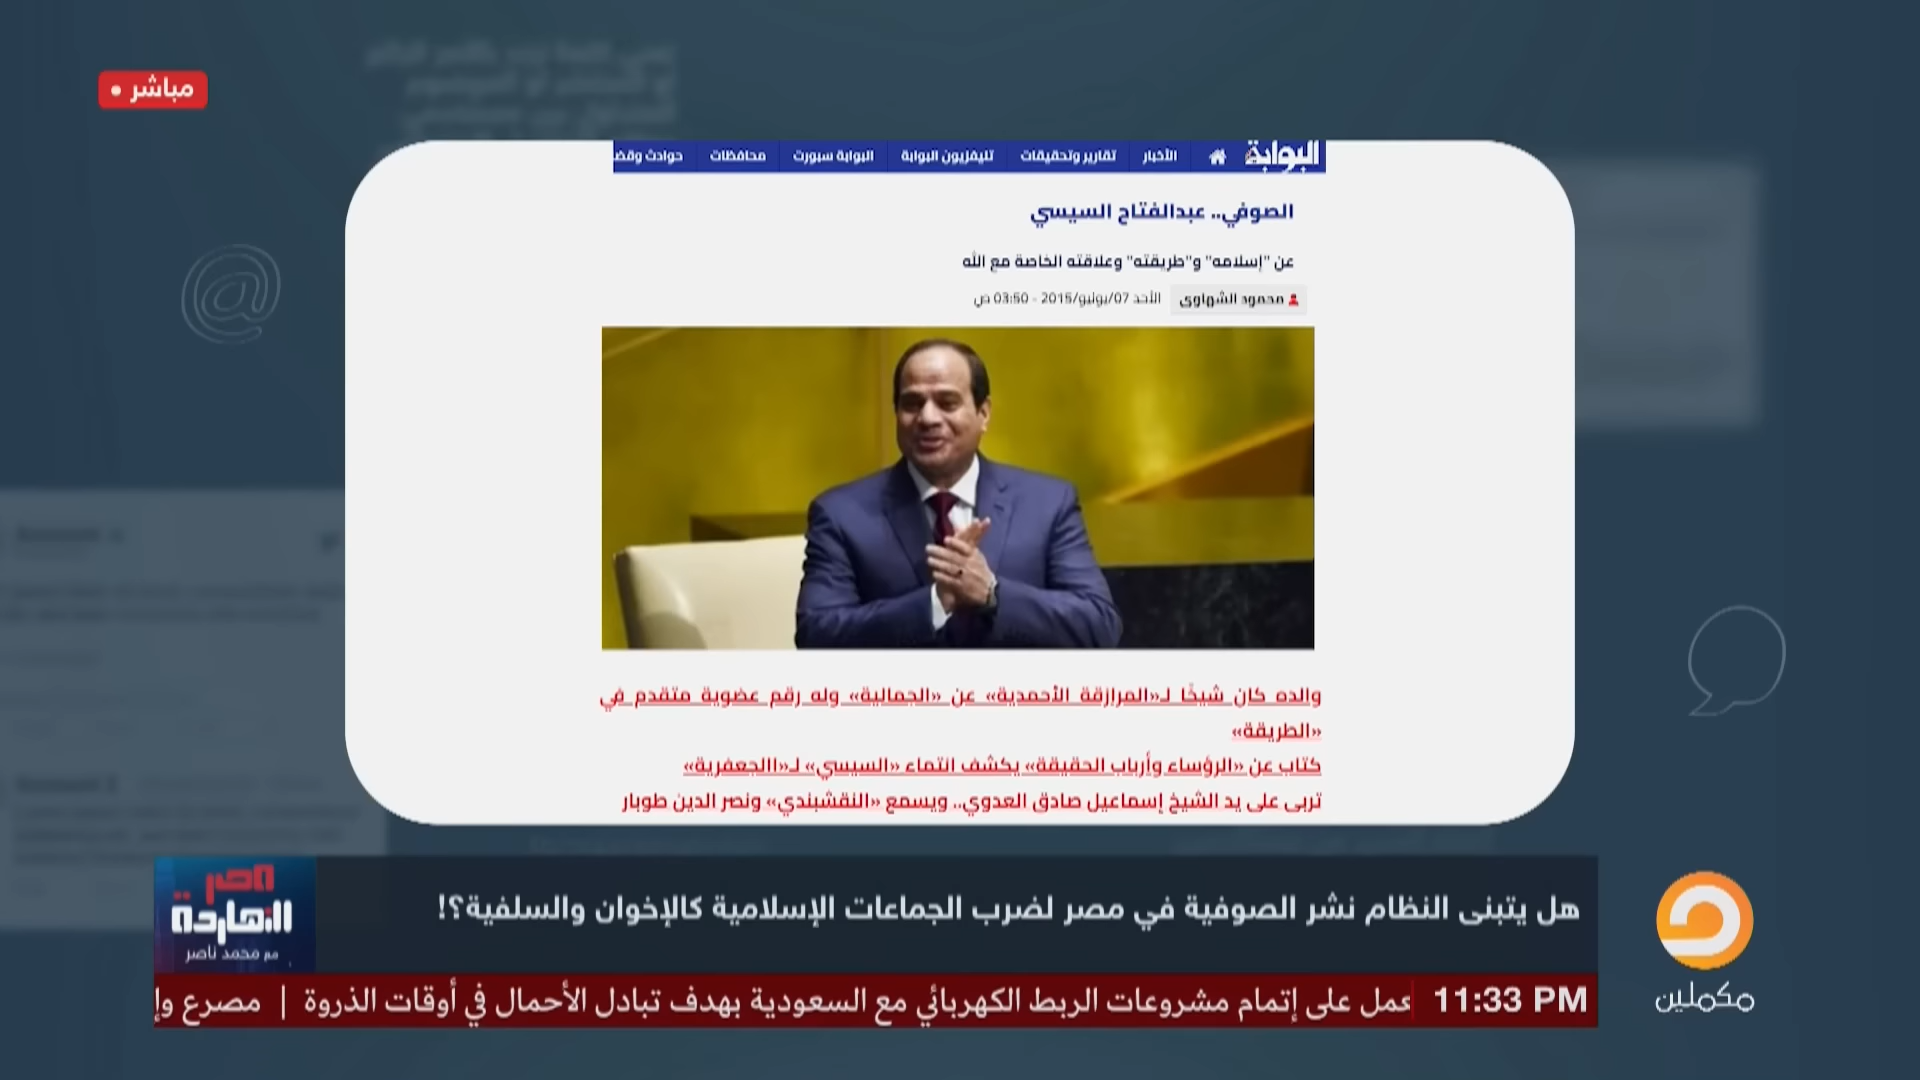 مباشر
البوابة
الأخبار
تقارير وتحقيقات
تليفزيون البوابة
البوابة سبورت
محافظات
حوادث وقض
الصوفي.. عبدالفتاح السيسي
عن "إسلامه" و"طريقته" وعلاقته الخاصة مع الله
محمود الشهاوى
الأحد 07/يونيو/2015 - 03:50 ص
والده كان شيخًا لـ«المرازقة الأحمدية» عن «الجمالية» وله رقم عضوية متقدم في
«الطريقة»
كتاب عن «الرؤساء وأرباب الحقيقة» يكشف انتماء «السيسي» لـ«االجعفرية»
تربى على يد الشيخ إسماعيل صادق العدوي.. ويسمع «النقشبندي» ونصر الدين طوبار
هل يتبنى النظام نشر الصوفية في مصر لضرب الجماعات الإسلامية كالإخوان والسلفية؟!
مصر
النهاردة
مع محمد ناصر
11:33 PM
عمل على إتمام مشروعات الربط الكهربائي مع السعودية بهدف تبادل الأحمال في أوقات الذروة | مصرع وإ
مكملين